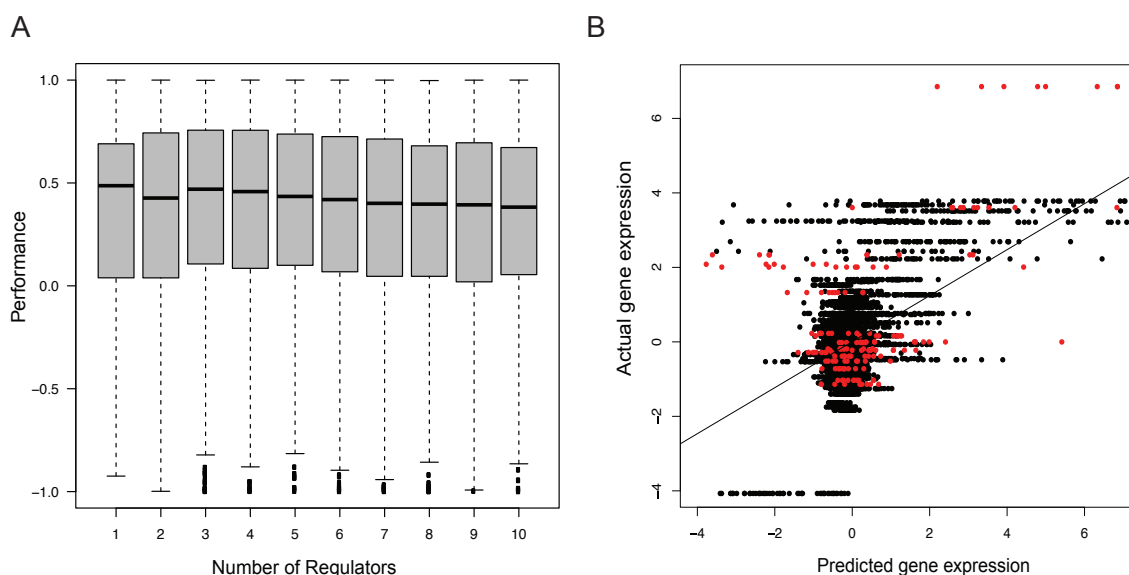 A
B
Performance
1.0
0.5
0.0
−0.5
−1.0
1 2 3 4 5 6 7 8 9 10
Number of Regulators
Actual gene expression
6
4
2
0
−2
−4
−4 −2 0 2 4 6
Predicted gene expression